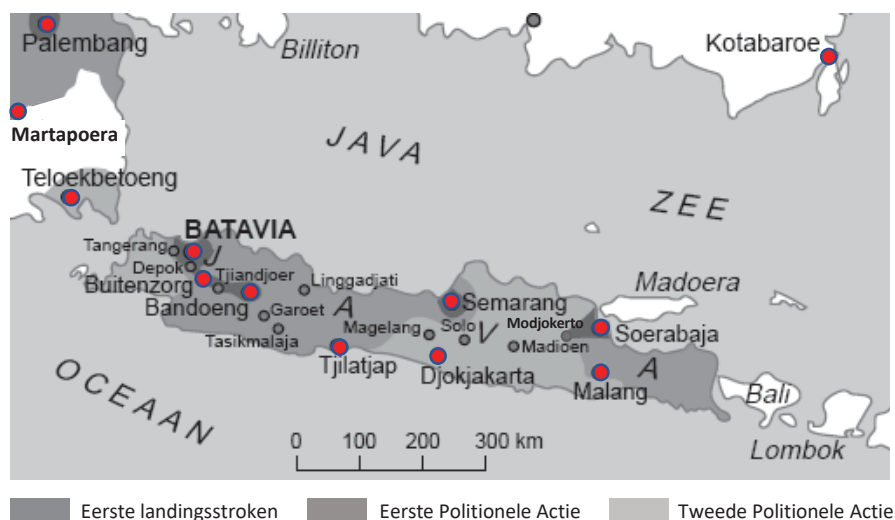 Palembang
Billiton
Kotabaroe
Martapoera
JAVA
Teloekbetoeng
ZEE
BATAVIA
Tangerang
J
Depok
Tjiandjoer
Linggadjati
Madoera
Buitenzorg
Bandoeng
Garoet
A
Semarang
Magelang
Solo
V
Modjokerto
Soerabaja
Tasikmalaja
Madioen
Tjilatjap
Djokjakarta
A
Malang
Bali
OCEAAN
Lombok
0 100 200 300 km
Eerste landingsstroken Eerste Politionele Actie Tweede Politionele Actie